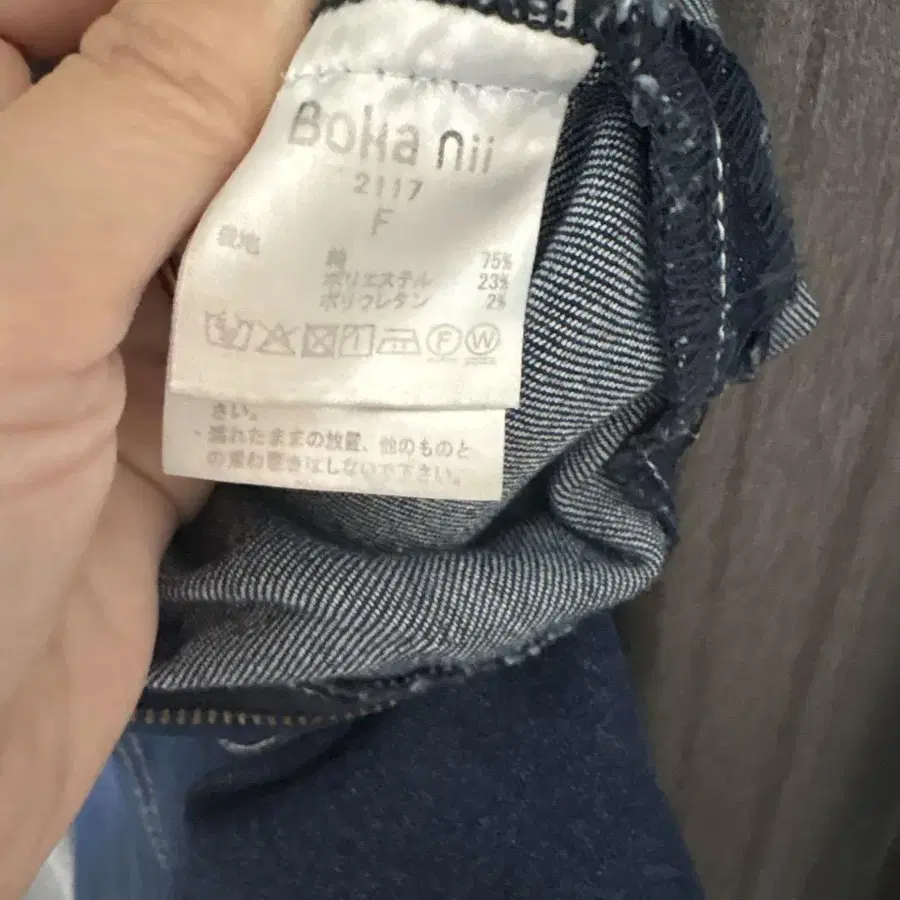 Boka nii
2117
F
表地
綿 75%
ポリエステル 23%
ポリウレタン 2%
F W
さい。
・濡れたままの放置、他のものと
の重ね置きはしないで下さい。